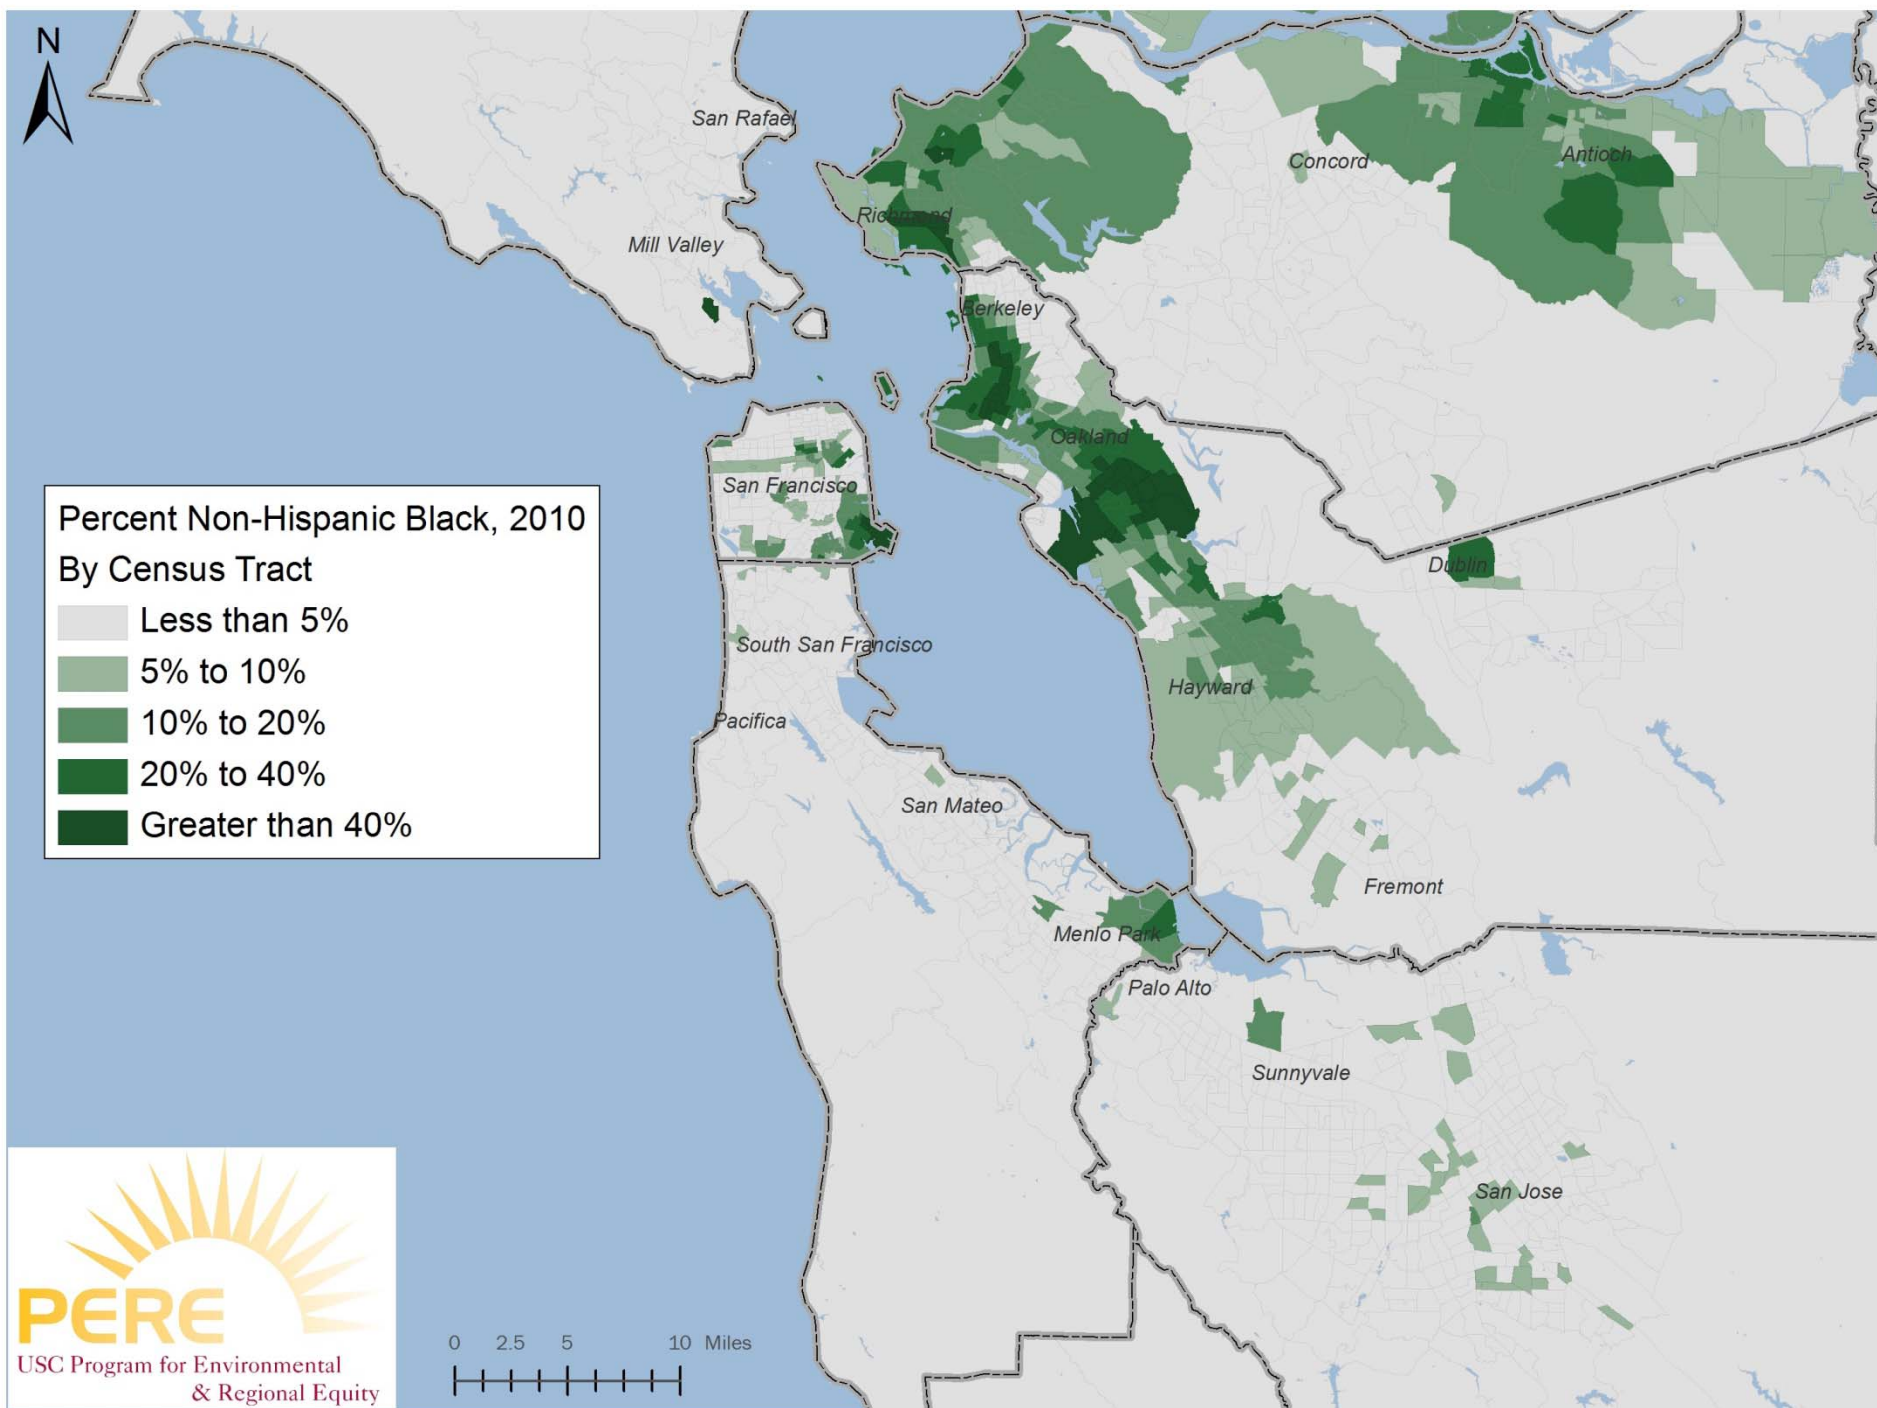 N
San Rafael
Concord
Antioch
Richmond
Mill Valley
Berkeley
Oakland
San Francisco
Percent Non-Hispanic Black, 2010
By Census Tract
Less than 5%
5% to 10%
10% to 20%
20% to 40%
Greater than 40%
Dublin
South San Francisco
Hayward
Pacifica
San Mateo
Fremont
Menlo Park
Palo Alto
Sunnyvale
San Jose
PERE
USC Program for Environmental
& Regional Equity
0 2.5 5 10 Miles